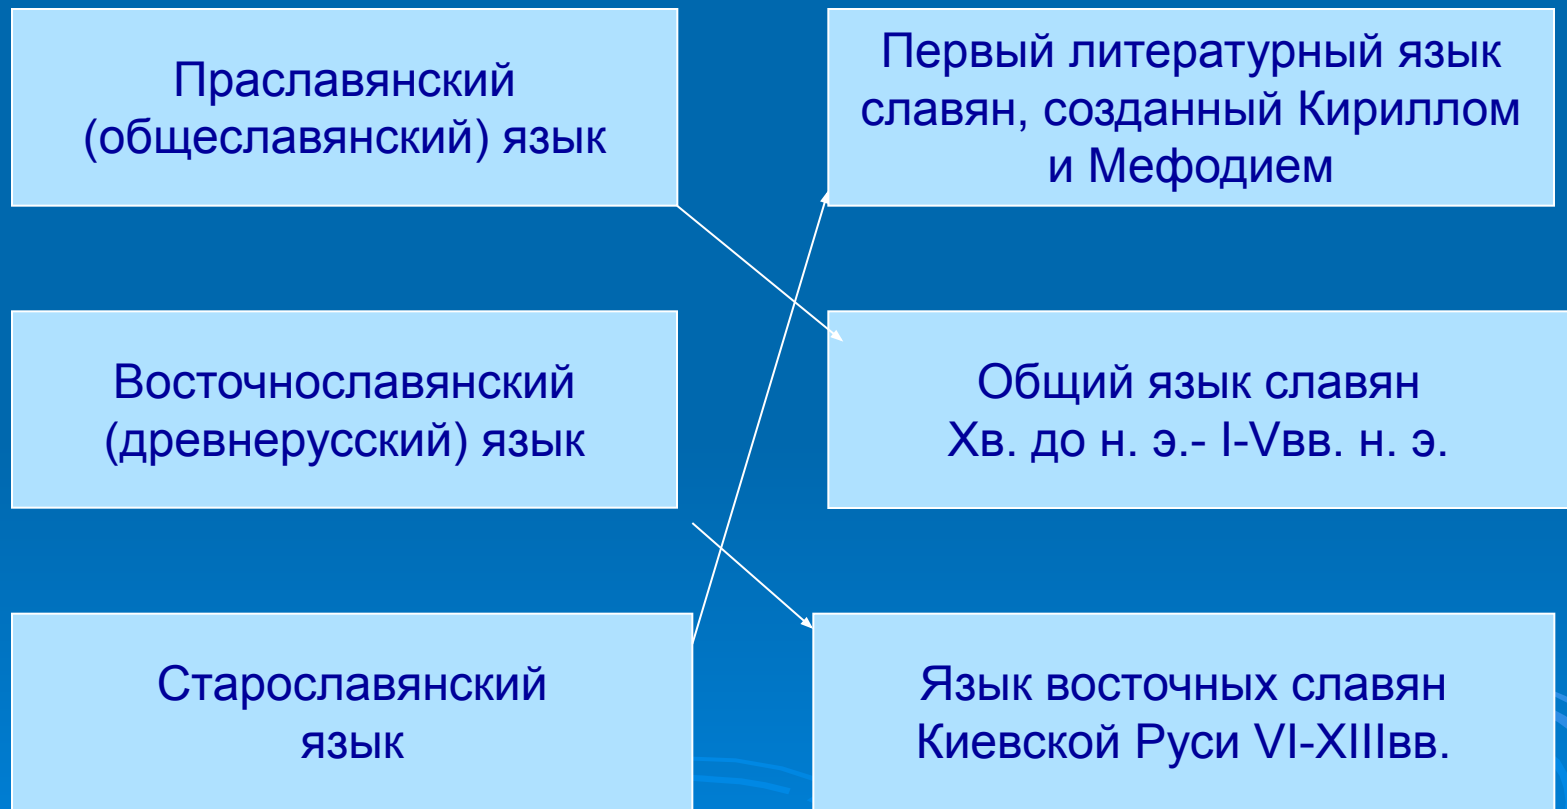 Праславянский
(общеславянский) язык
Первый литературный язык
славян, созданный Кириллом
и Мефодием
Восточнославянский
(древнерусский) язык
Общий язык славян
Xв. до н. э.- I-Vвв. н. э.
Старославянский
язык
Язык восточных славян
Киевской Руси VI-XIIIвв.